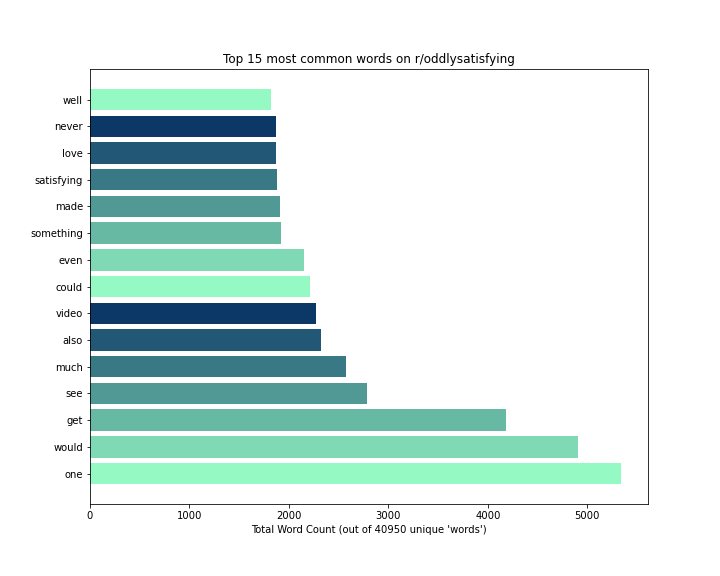 Top 15 most common words on r/oddlysatisfying
well
never
love
satisfying
made
something
even
could
video
also
much
see
get
would
one
0 1000 2000 3000 4000 5000
Total Word Count (out of 40950 unique 'words')